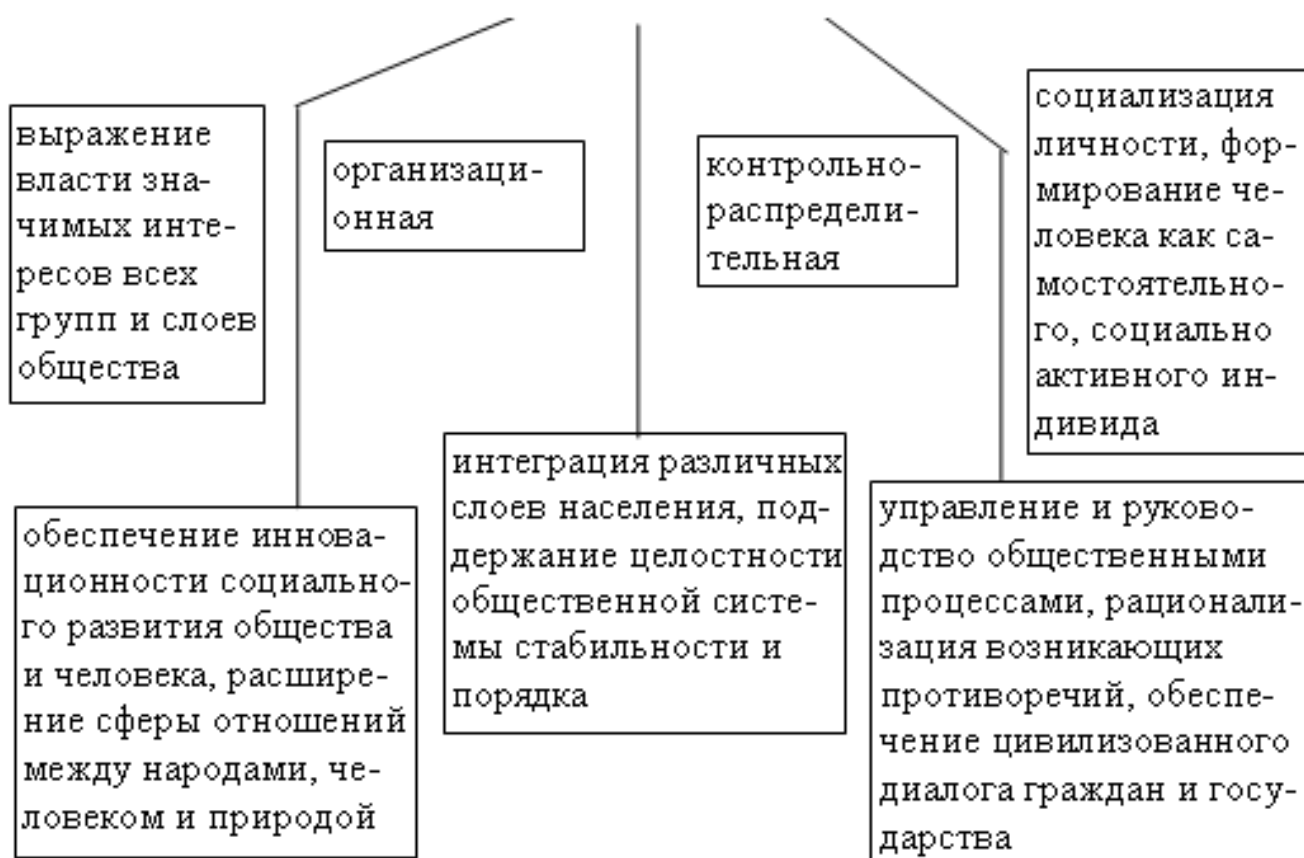 выражение
власти зна-
чимых инте-
ресов всех
групп и слоев
общества
организаци-
онная
контрольно-
распредели-
тельная
социализация
личности, фор-
мирование че-
ловека как са-
мостоятельно-
го, социально
активного ин-
дивида
обеспечение иннова-
ционности социально-
го развития общества
и человека, расшире-
ние сферы отношений
между народами, че-
ловеком и природой
интеграция различных
слоев населения, под-
держание целостности
общественной систе-
мы стабильности и
порядка
управление и руково-
дство общественными
процессами, рационали-
зация возникающих
противоречий, обеспе-
чение цивилизованного
диалога граждан и госу-
дарства